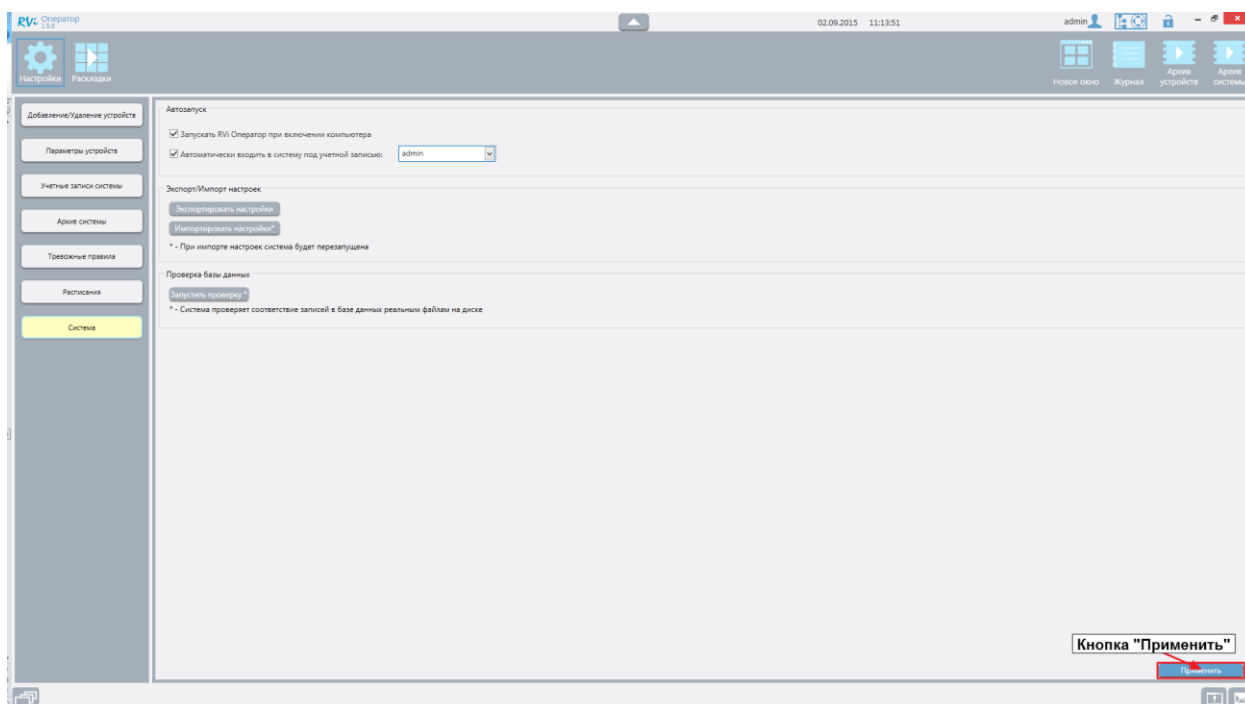 RVi Оператор
1.5.0
02.09.2015 11:13:51
admin
Настройки
Раскладки
Новое окно
Журнал
Архив устройств
Архив системы
Добавление/Удаление устройств
Параметры устройств
Учетные записи системы
Архив системы
Тревожные правила
Расписания
Система
Автозапуск
Запускать RVi Оператор при включении компьютера
Автоматически входить в систему под учетной записью: admin
Экспорт/Импорт настроек
Экспортировать настройки
Импортировать настройки*
* - При импорте настроек система будет перезапущена
Проверка базы данных
Запустить проверку *
* - Система проверяет соответствие записей в базе данных реальным файлам на диске
Кнопка "Применить"
Применить